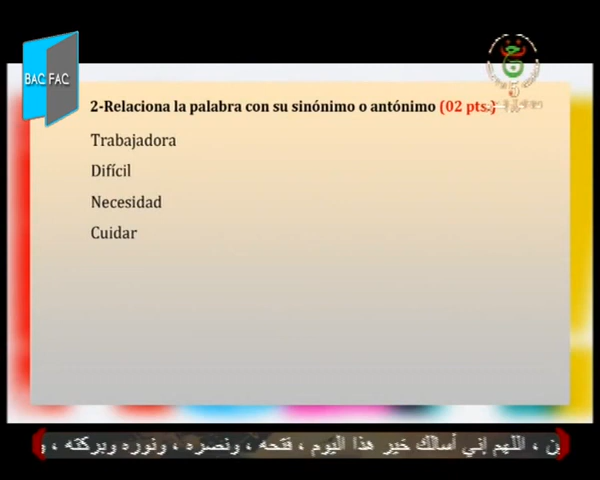 BAC FAC
2-Relaciona la palabra con su sinónimo o antónimo (02 pts.)
Trabajadora
Difícil
Necesidad
Cuidar
، اللهم إني أسالك خير هذا اليوم ، فتحه ، ونصره ، ونوره وبركته ،